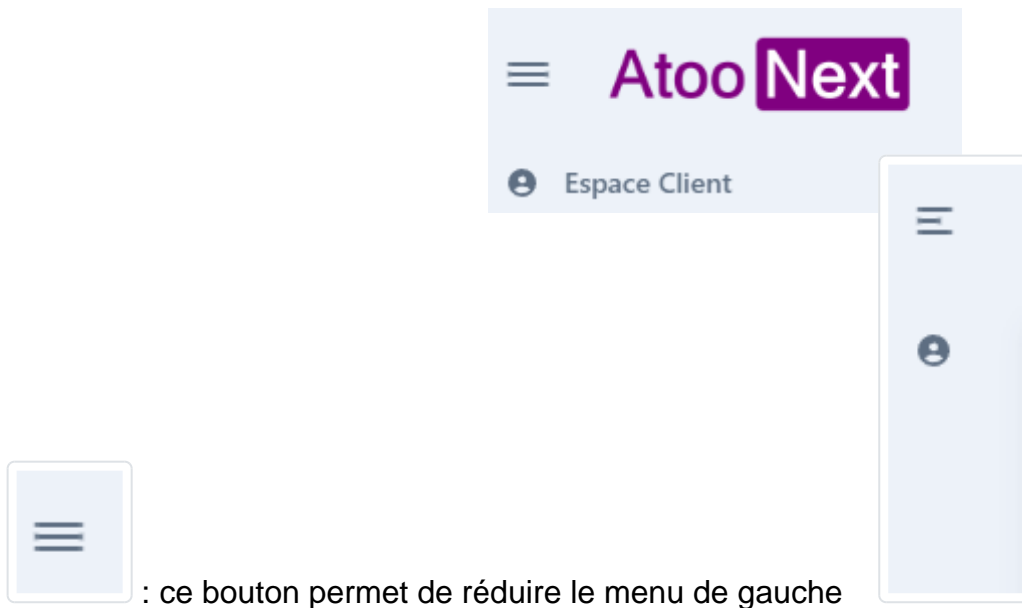 Atoo Next
Espace Client
: ce bouton permet de réduire le menu de gauche